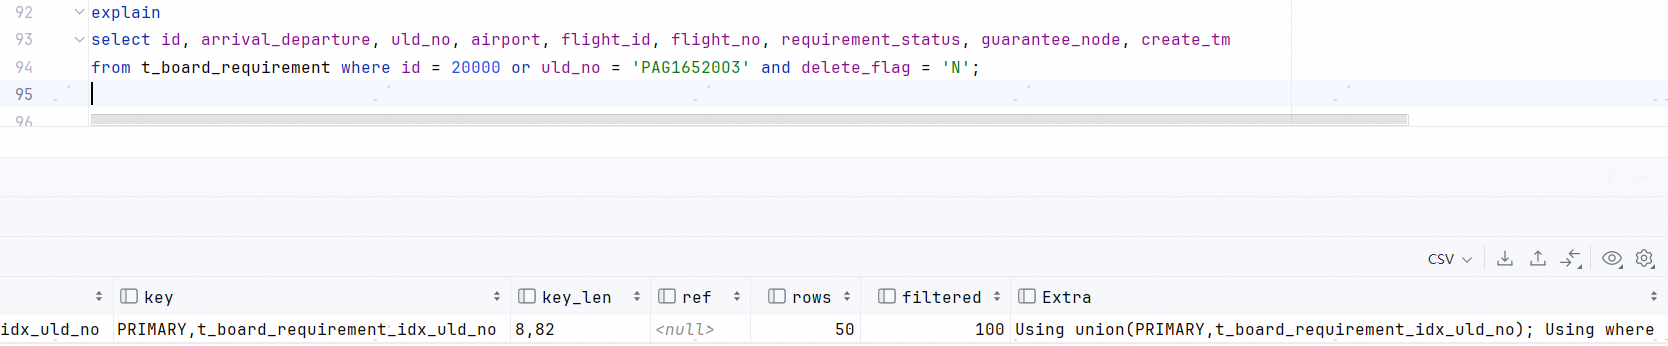 92 explain
93 select id, arrival_departure, uld_no, airport, flight_id, flight_no, requirement_status, guarantee_node, create_tm
94 from t_board_requirement where id = 20000 or uld_no = 'PAG16520O3' and delete_flag = 'N';
95
96
CSV
key key_len ref rows filtered Extra
idx_uld_no PRIMARY,t_board_requirement_idx_uld_no 8,82 <null> 50 100 Using union(PRIMARY,t_board_requirement_idx_uld_no); Using where